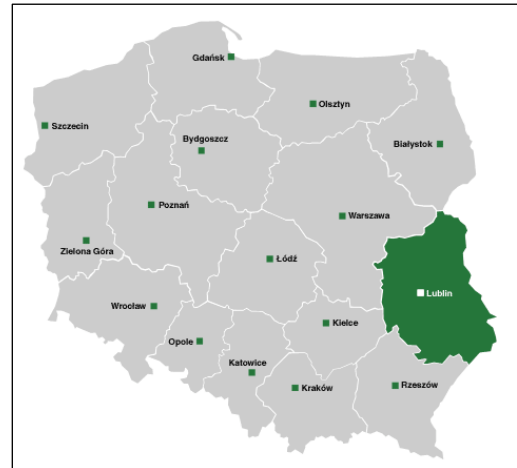 Gdańsk
Olsztyn
Szczecin
Bydgoszcz
Białystok
Poznań
Warszawa
Zielona Góra
Łódź
Lublin
Wrocław
Kielce
Opole
Katowice
Kraków
Rzeszów